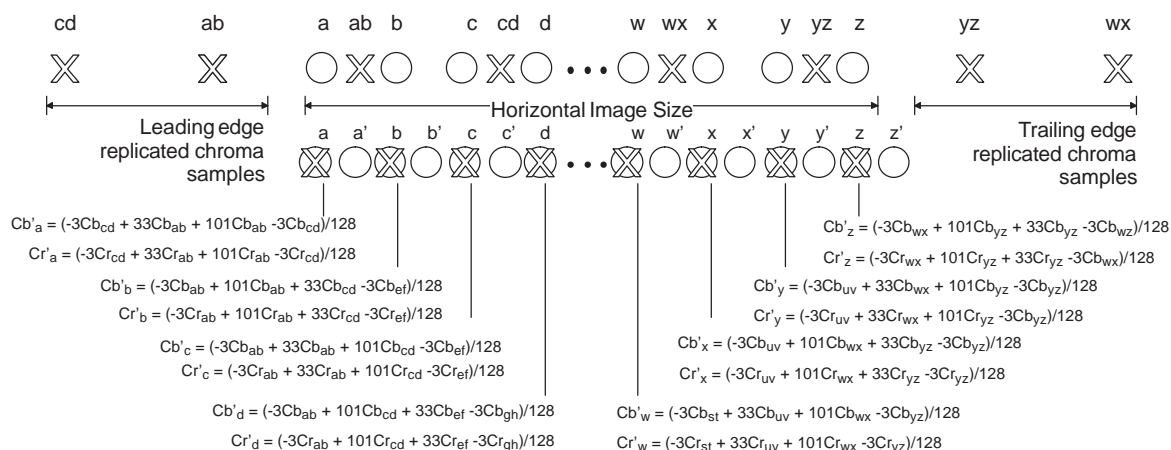 cd ab a ab b c cd d w wx x y yz z yz wx
Horizontal Image Size
Leading edge
replicated chroma
samples
a a' b b' c c' d w w' x x' y y' z z'
Trailing edge
replicated chroma
samples
Cb'a = (-3Cbcd + 33Cbab + 101Cbab -3Cbcd)/128
Cr'a = (-3Crcd + 33Crab + 101Crab -3Crcd)/128
Cb'b = (-3Cbab + 101Cbab + 33Cbcd -3Cbef)/128
Cr'b = (-3Crab + 101Crab + 33Crcd -3Cref)/128
Cb'c = (-3Cbab + 33Cbab + 101Cbcd -3Cbef)/128
Cr'c = (-3Crab + 33Crab + 101Crcd -3Cref)/128
Cb'd = (-3Cbab + 101Cbcd + 33Cbef -3Cbgh)/128
Cr'd = (-3Crab + 101Crcd + 33Cref -3Crgh)/128
Cb'z = (-3Cbwx + 101Cbyz + 33Cbyz -3Cbwz)/128
Cr'z = (-3Crwx + 101Cryz + 33Cryz -3Cbwx)/128
Cb'y = (-3Cbuv + 33Cbwx + 101Cbyz -3Cbyz)/128
Cr'y = (-3Cruv + 33Crwx + 101Cryz -3Cryz)/128
Cb'x = (-3Cbuv + 101Cbwx + 33Cbyz -3Cbyz)/128
Cr'x = (-3Cruv + 101Crwx + 33Cryz -3Cryz)/128
Cb'w = (-3Cbst + 33Cbuv + 101Cbwx -3Cbyz)/128
Cr'w = (-3Crst + 33Cruv + 101Crwx -3Cryz)/128